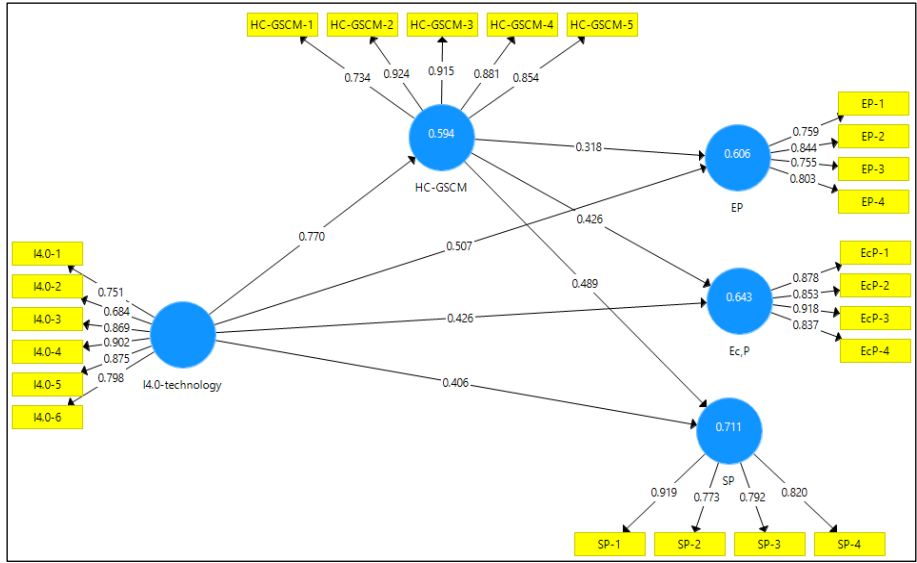 HC-GSCM-1 HC-GSCM-2 HC-GSCM-3 HC-GSCM-4 HC-GSCM-5
0.734 0.924 0.915 0.881 0.854
0.594
HC-GSCM
0.318
0.606
EP
EP-1
EP-2
EP-3
EP-4
0.759
0.844
0.755
0.803
0.770
0.507
0.426
0.489
I4.0-1
I4.0-2
I4.0-3
I4.0-4
I4.0-5
I4.0-6
0.751
0.684
0.869
0.902
0.875
0.798
I4.0-technology
0.426
0.643
Ec,P
EcP-1
EcP-2
EcP-3
EcP-4
0.878
0.853
0.918
0.837
0.406
0.711
SP
0.919 0.773 0.792 0.820
SP-1 SP-2 SP-3 SP-4